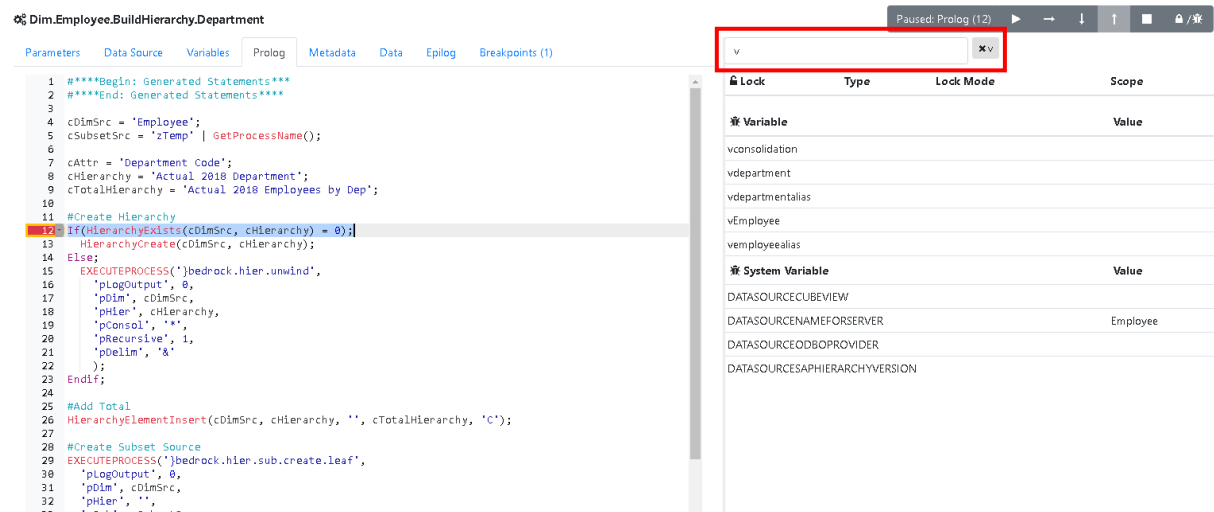 Dim.Employee.BuildHierarchy.Department
Paused: Prolog (12)
Parameters Data Source Variables Prolog Metadata Data Epilog Breakpoints (1)
v
✖v
1 #****Begin: Generated Statements***
2 #****End: Generated Statements****
3
4 cDimSrc = 'Employee';
5 cSubsetSrc = 'zTemp' | GetProcessName();
6
7 cAttr = 'Department Code';
8 cHierarchy = 'Actual 2018 Department';
9 cTotalHierarchy = 'Actual 2018 Employees by Dep';
10
11 #Create Hierarchy
12 If(HierarchyExists(cDimSrc, cHierarchy) = 0);
13 HierarchyCreate(cDimSrc, cHierarchy);
14 Else;
15 EXECUTEPROCESS('}bedrock.hier.unwind',
16 'pLogOutput', 0,
17 'pDim', cDimSrc,
18 'pHier', cHierarchy,
19 'pConsol', '*',
20 'pRecursive', 1,
21 'pDelim', '&'
22 );
23 Endif;
24
25 #Add Total
26 HierarchyElementInsert(cDimSrc, cHierarchy, '', cTotalHierarchy, 'C');
27
28 #Create Subset Source
29 EXECUTEPROCESS('}bedrock.hier.sub.create.leaf',
30 'pLogOutput', 0,
31 'pDim', cDimSrc,
32 'pHier', '',
Lock Type Lock Mode Scope
Variable Value
vconsolidation
vdepartment
vdepartmentalias
vEmployee
vemployeealias
System Variable Value
DATASOURCECUBEVIEW
DATASOURCENAMEFORSERVER Employee
DATASOURCEODBOPROVIDER
DATASOURCESAPHIERARCHYVERSION